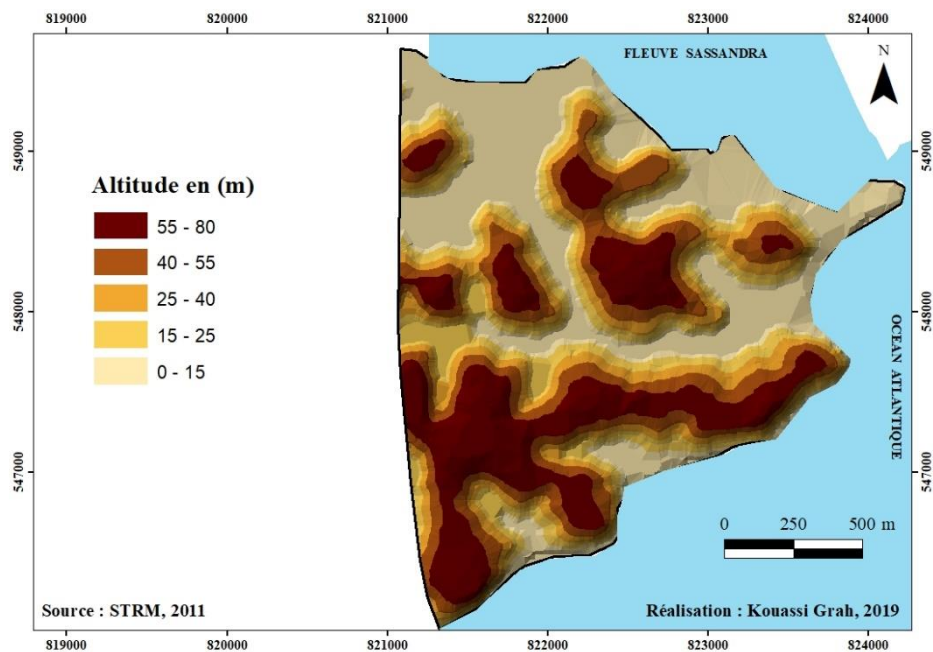 819000 820000 821000 822000 823000 824000
FLEUVE SASSANDRA
N
549000
549000
Altitude en (m)
55 - 80
40 - 55
25 - 40
15 - 25
0 - 15
548000
548000
OCEAN ATLANTIQUE
547000
547000
0 250 500 m
Source : STRM, 2011
Réalisation : Kouassi Grah, 2019
819000 820000 821000 822000 823000 824000